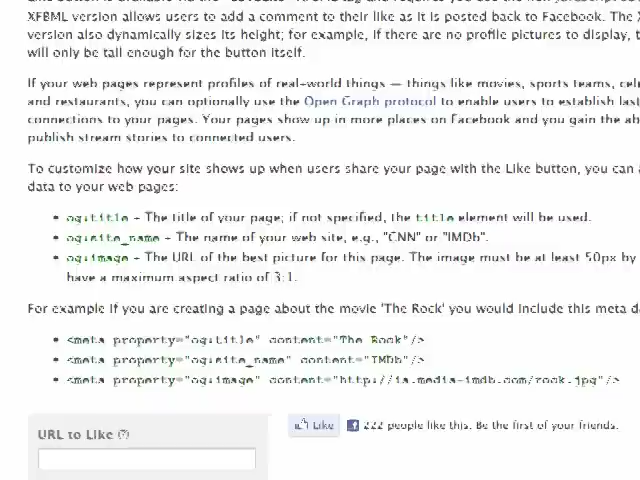 XFBML version allows users to add a comment to their like as it is posted back to Facebook. The
version also dynamically sizes its height; for example, if there are no profile pictures to display,
will only be tall enough for the button itself.
If your web pages represent profiles of real-world things — things like movies, sports teams,
and restaurants, you can optionally use the Open Graph protocol to enable users to establish
connections to your pages. Your pages show up in more places on Facebook and you gain the
publish stream stories to connected users.
To customize how your site shows up when users share your page with the Like button, you can
data to your web pages:
• og:title - The title of your page; if not specified, the title element will be used.
• og:site_name - The name of your web site, e.g., "CNN" or "IMDb".
• og:image - The URL of the best picture for this page. The image must be at least 50px by
have a maximum aspect ratio of 3:1.
For example if you are creating a page about the movie 'The Rock' you would include this meta
• <meta property="og:title" content="The Rock"/>
• <meta property="og:site_name" content="IMDb"/>
• <meta property="og:image" content="http://ia.media-imdb.com/rock.jpg"/>
URL to Like (?)
Like 222 people like this. Be the first of your friends.